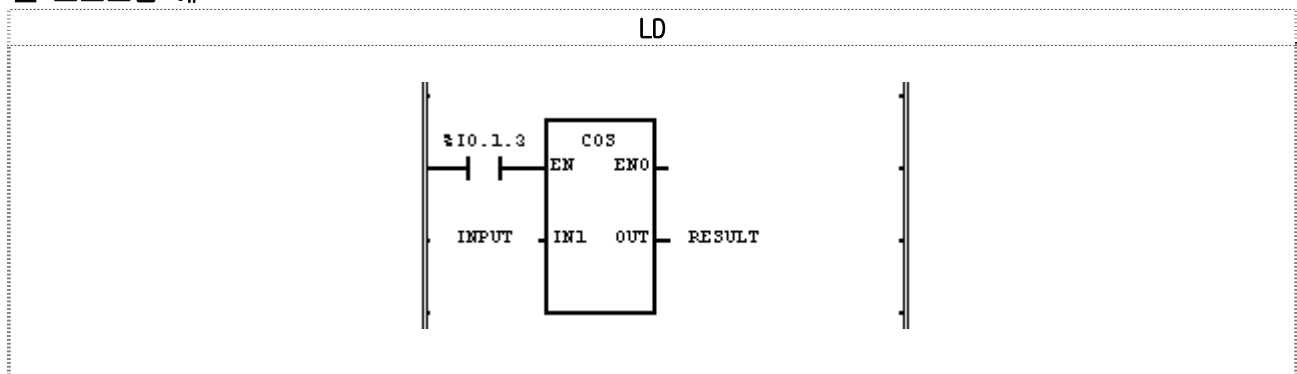 LD
%I0.1.3 COS
EN ENO
INPUT IN1 OUT RESULT